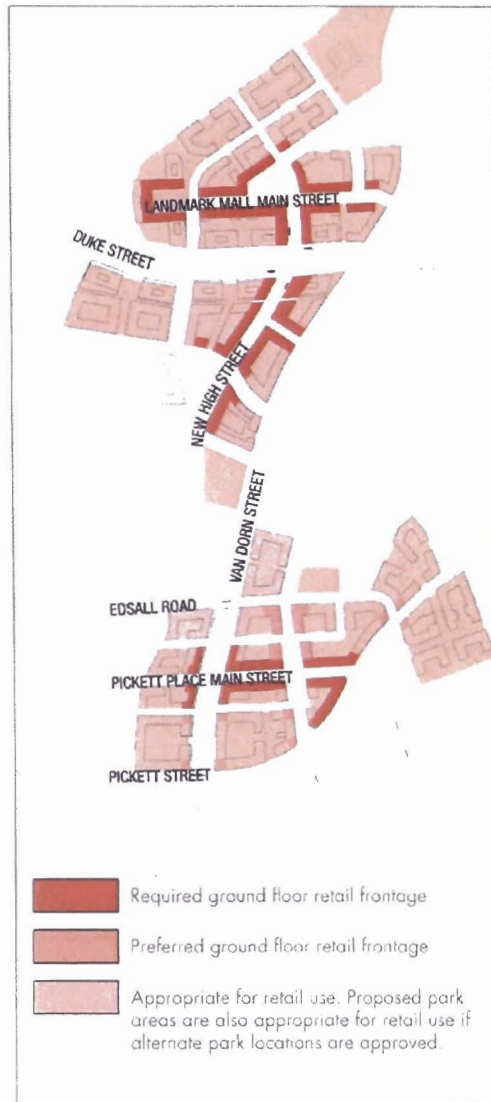 LANDMARK MALL MAIN STREET
DUKE STREET
NEW HIGH STREET
VAN DORN STREET
EDSALL ROAD
PICKETT PLACE MAIN STREET
PICKETT STREET
Required ground floor retail frontage
Preferred ground floor retail frontage
Appropriate for retail use. Proposed park
areas are also appropriate for retail use if
alternate park locations are approved.